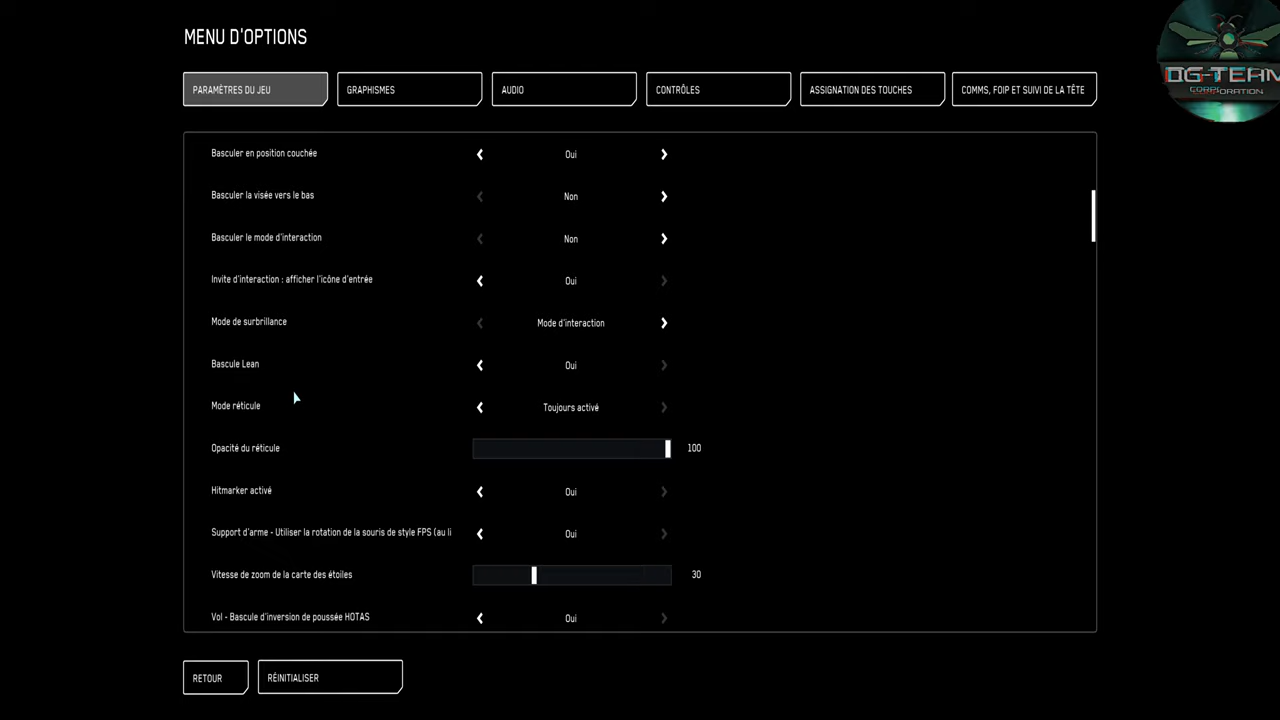 MENU D'OPTIONS
PARAMÈTRES DU JEU
GRAPHISMES
AUDIO
CONTRÔLES
ASSIGNATION DES TOUCHES
COMMS, FOIP ET SUIVI DE LA TÊTE
DG-TEAM
CORPORATION
Basculer en position couchée Oui
Basculer la visée vers le bas Non
Basculer le mode d'interaction Non
Invite d'interaction : afficher l'icône d'entrée Oui
Mode de surbrillance Mode d'interaction
Bascule Lean Oui
Mode réticule Toujours activé
Opacité du réticule 100
Hitmarker activé Oui
Support d'arme - Utiliser la rotation de la souris de style FPS (au li Oui
Vitesse de zoom de la carte des étoiles 30
Vol - Bascule d'inversion de poussée HOTAS Oui
RETOUR
RÉINITIALISER